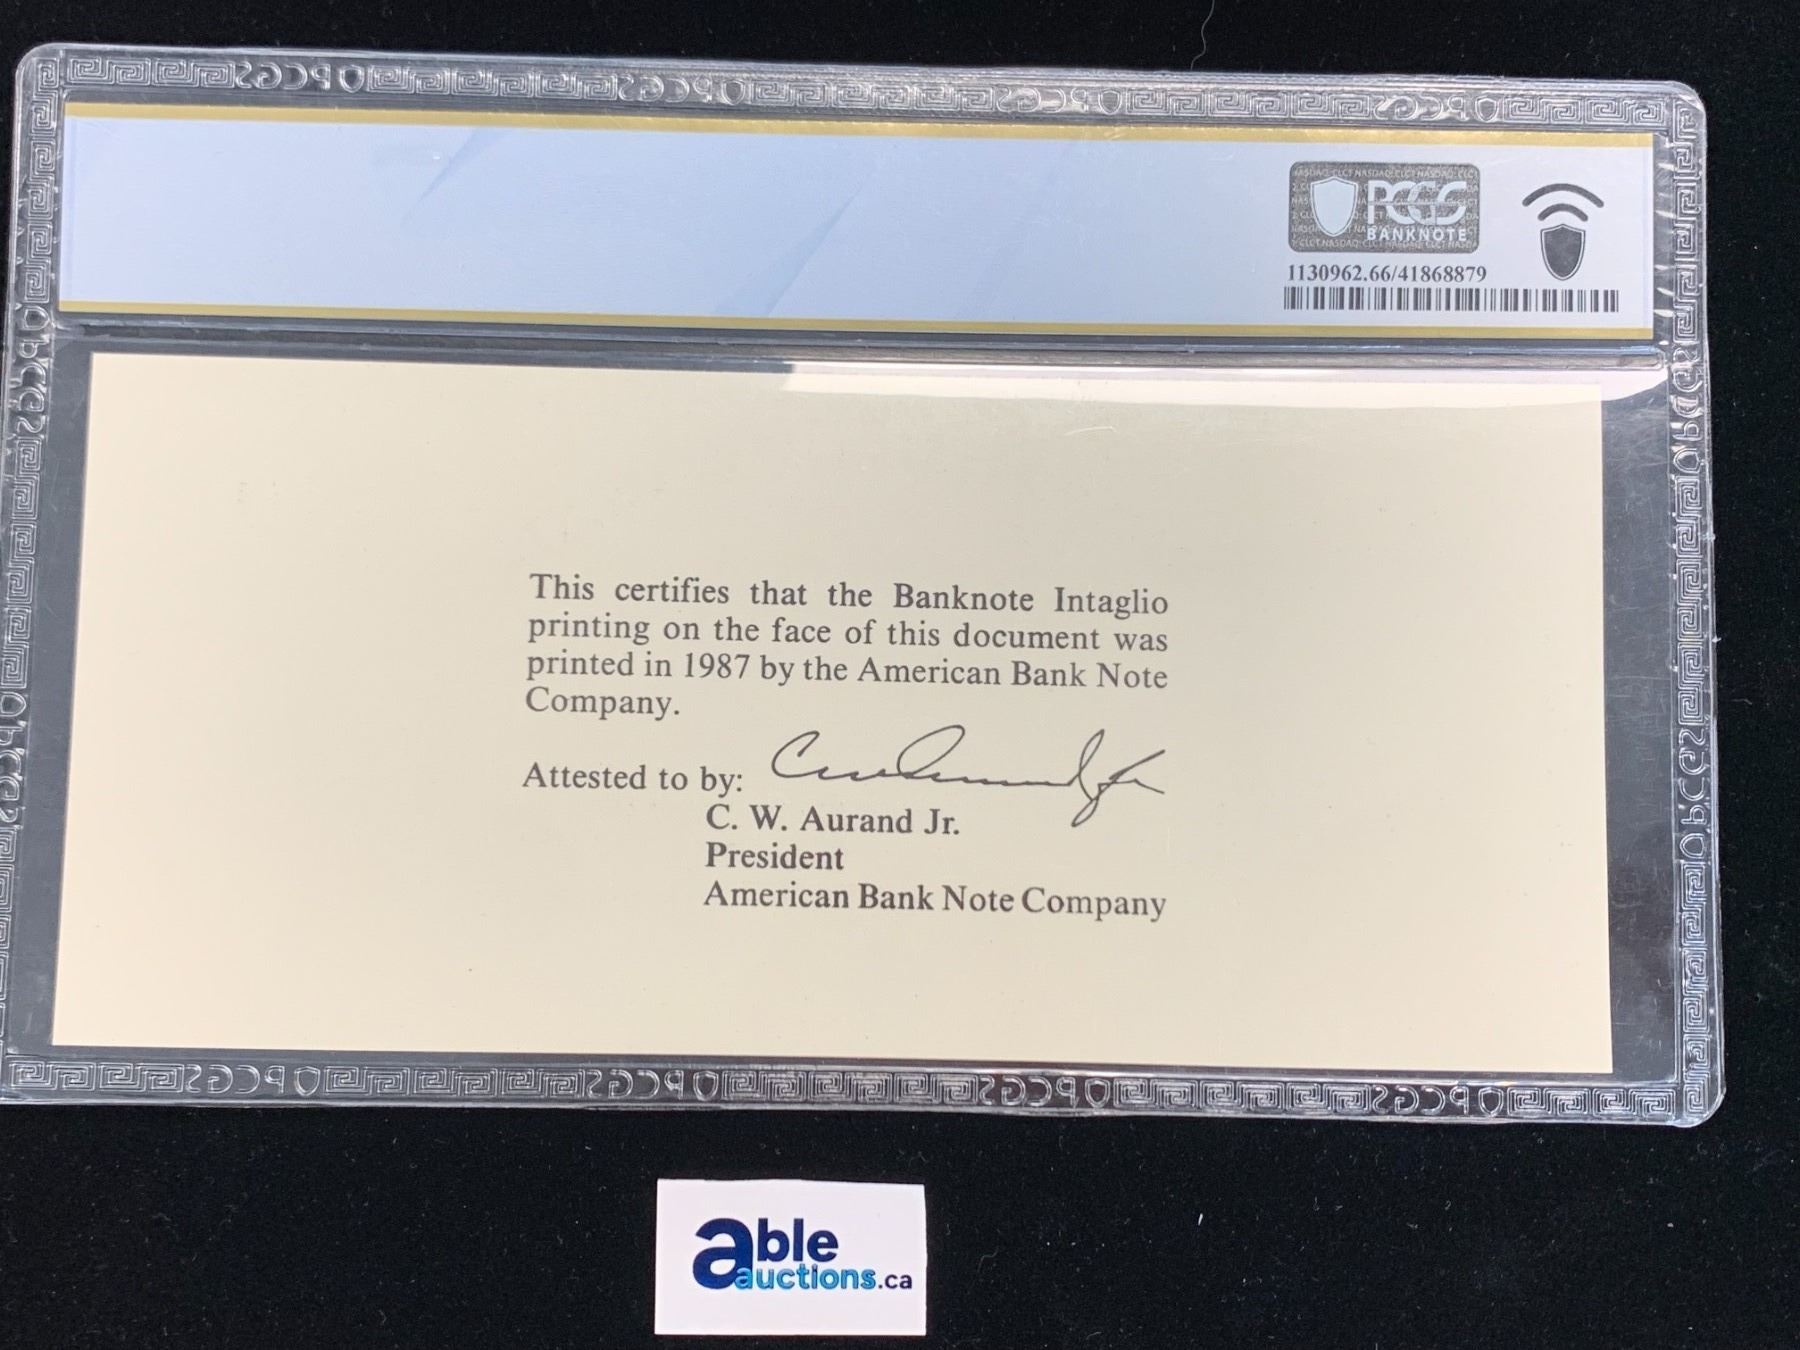 PCGS
BANKNOTE
1130962.66/41868879
This certifies that the Banknote Intaglio
printing on the face of this document was
printed in 1987 by the American Bank Note
Company.
Attested to by:
C. W. Aurand Jr.
President
American Bank Note Company
able
auctions.ca